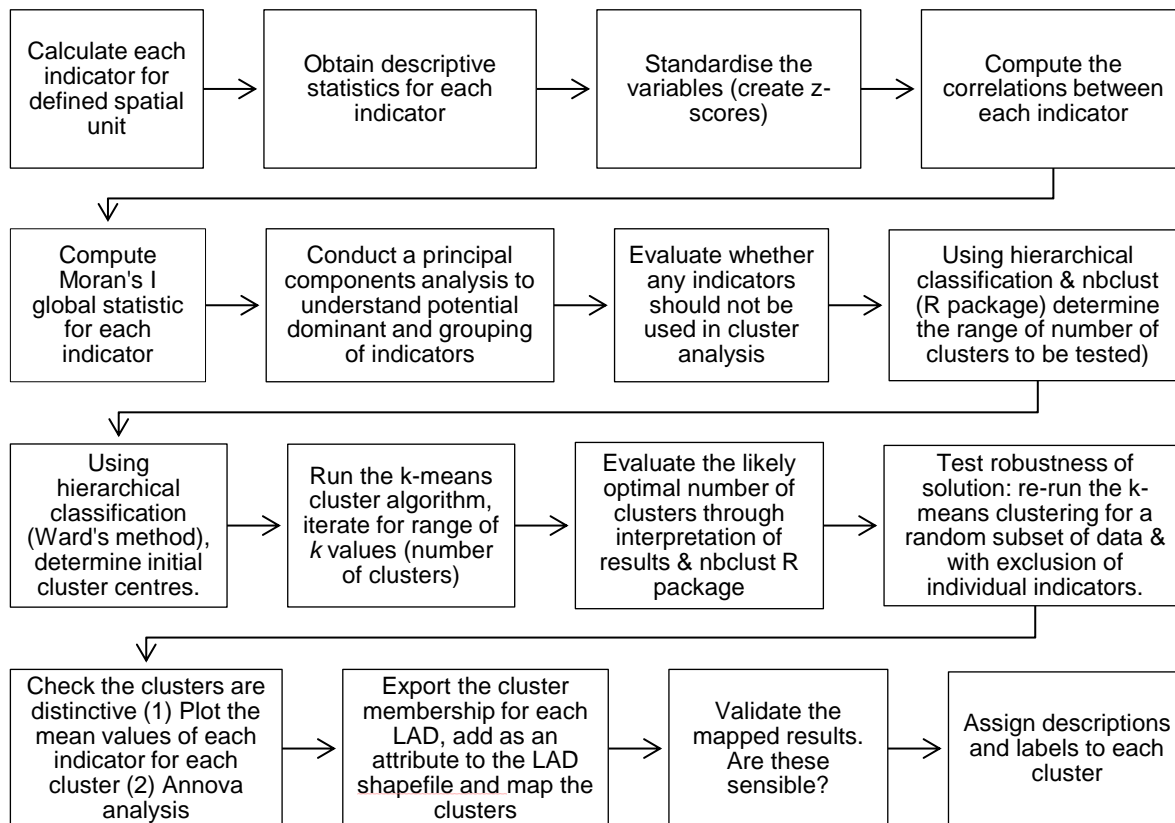 Calculate each
indicator for
defined spatial
unit
Obtain descriptive
statistics for each
indicator
Standardise the
variables (create z-
scores)
Compute the
correlations between
each indicator
Compute
Moran's I
global statistic
for each
indicator
Conduct a principal
components analysis to
understand potential
dominant and grouping
of indicators
Evaluate whether
any indicators
should not be
used in cluster
analysis
Using hierarchical
classification & nbclust
(R package) determine
the range of number of
clusters to be tested)
Using
hierarchical
classification
(Ward's method),
determine initial
cluster centres.
Run the k-means
cluster algorithm,
iterate for range of
k values (number
of clusters)
Evaluate the likely
optimal number of
clusters through
interpretation of
results & nbclust R
package
Test robustness of
solution: re-run the k-
means clustering for a
random subset of data &
with exclusion of
individual indicators.
Check the clusters are
distinctive (1) Plot the
mean values of each
indicator for each
cluster (2) Annova
analysis
Export the cluster
membership for each
LAD, add as an
attribute to the LAD
shapefile and map the
clusters
Validate the
mapped results.
Are these
sensible?
Assign descriptions
and labels to each
cluster